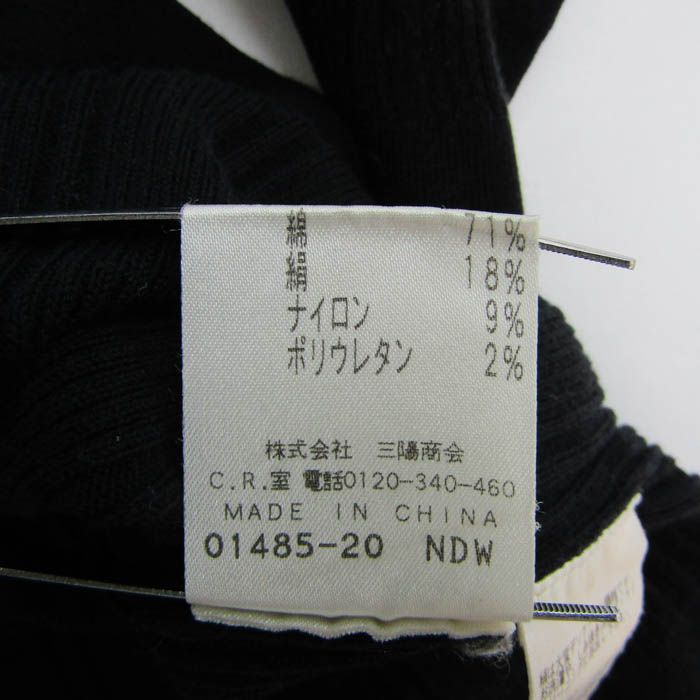 綿 71%
絹 18%
ナイロン 9%
ポリウレタン 2%
株式会社 三陽商会
C.R.室 電話0120-340-460
MADE IN CHINA
01485-20 NDW